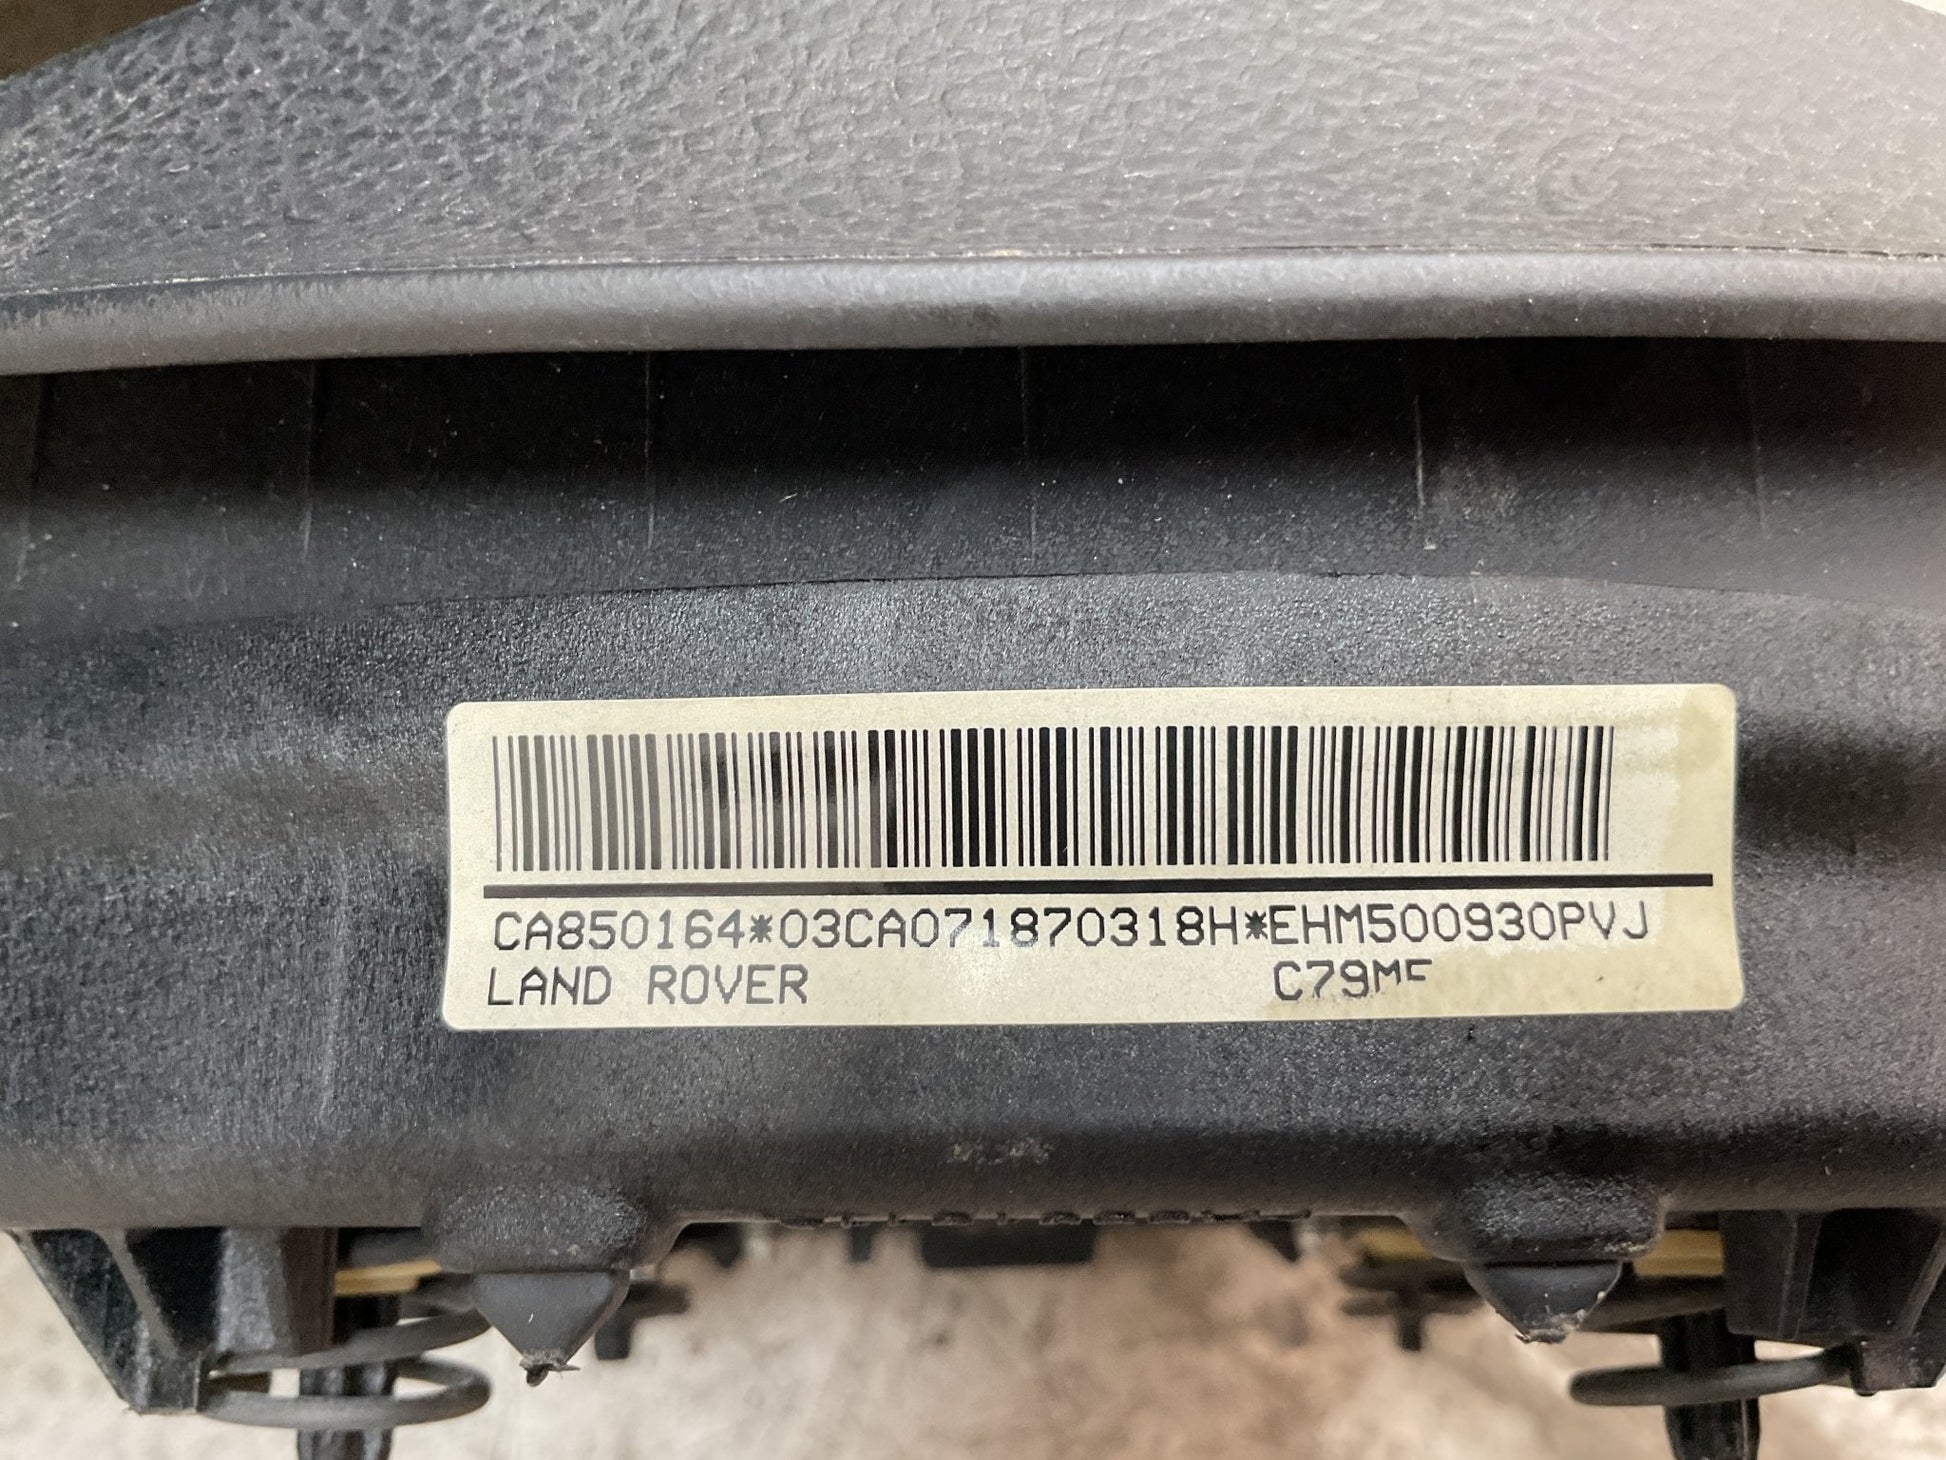 CA850164*03CA071870318H*EHM500930PVJ
LAND ROVER